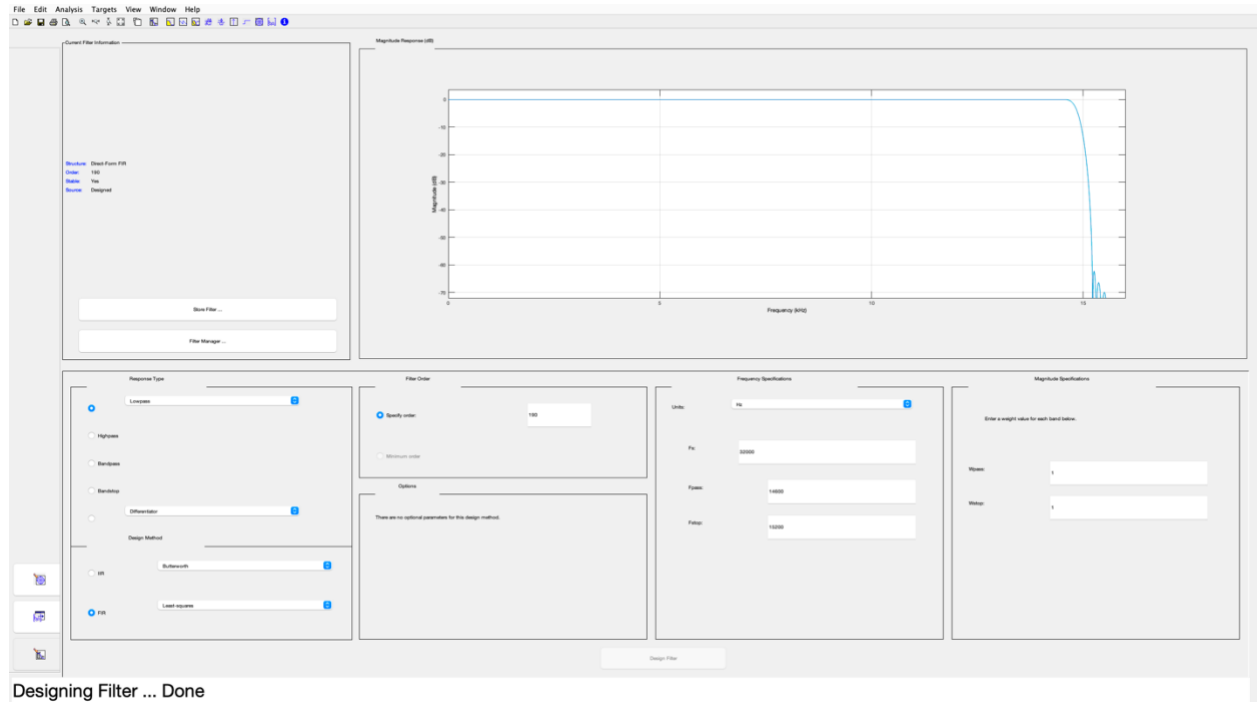 File Edit Analysis Targets View Window Help
Current Filter Information
Structure: Direct-Form FIR
Order: 190
Stable: Yes
Source: Designed
Store Filter ...
Filter Manager ...
Magnitude Response (dB)
Magnitude (dB)
0
-10
-20
-30
-40
-50
-60
-70
0 5 10 15
Frequency (kHz)
Response Type
Lowpass
Highpass
Bandpass
Bandstop
Differentiator
Design Method
IIR Butterworth
FIR Least-squares
Filter Order
Specify order: 190
Minimum order
Options
There are no optional parameters for this design method.
Frequency Specifications
Units: Hz
Fs: 32000
Fpass: 14600
Fstop: 15200
Magnitude Specifications
Enter a weight value for each band below.
Wpass: 1
Wstop: 1
Design Filter
Designing Filter ... Done